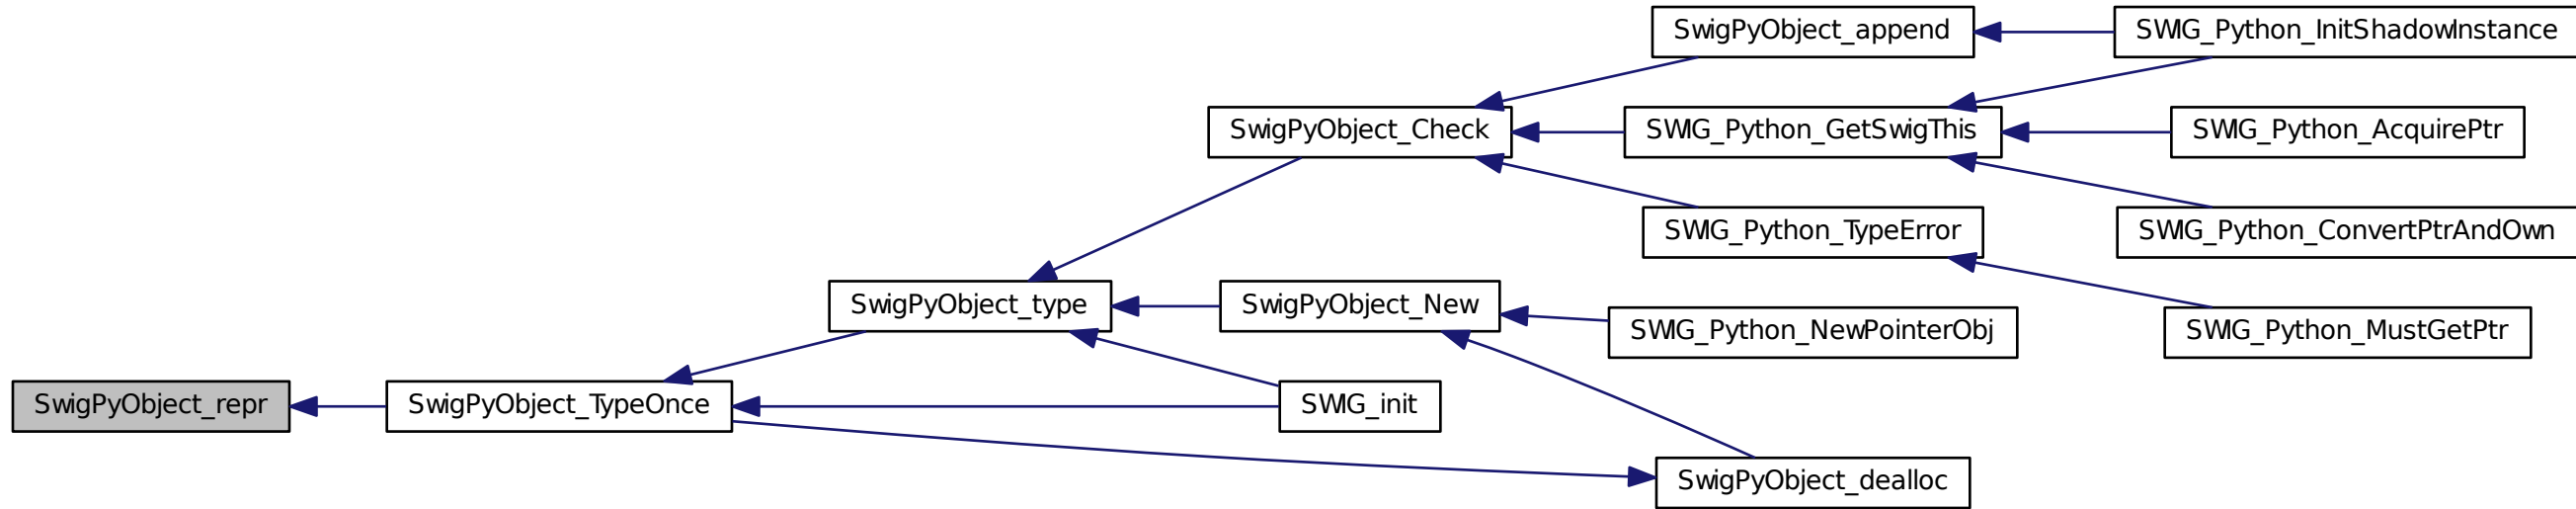 SwigPyObject_append
SWIG_Python_InitShadowInstance
SwigPyObject_Check
SWIG_Python_GetSwigThis
SWIG_Python_AcquirePtr
SWIG_Python_TypeError
SWIG_Python_ConvertPtrAndOwn
SwigPyObject_type
SwigPyObject_New
SWIG_Python_NewPointerObj
SWIG_Python_MustGetPtr
SwigPyObject_repr
SwigPyObject_TypeOnce
SWIG_init
SwigPyObject_dealloc